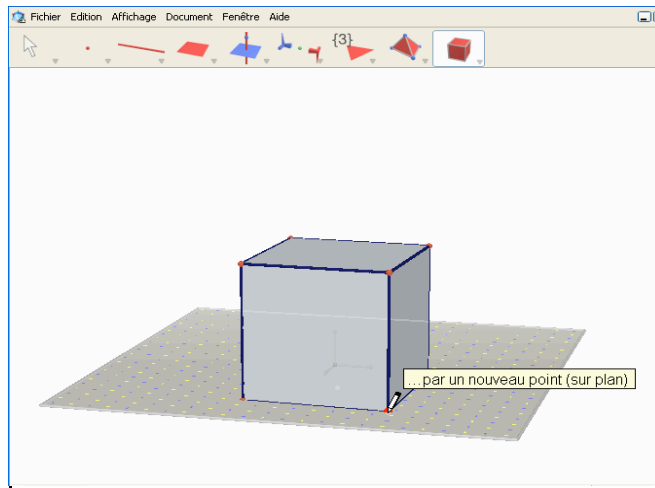 Fichier Edition Affichage Document Fenêtre Aide
{3}
...par un nouveau point (sur plan)